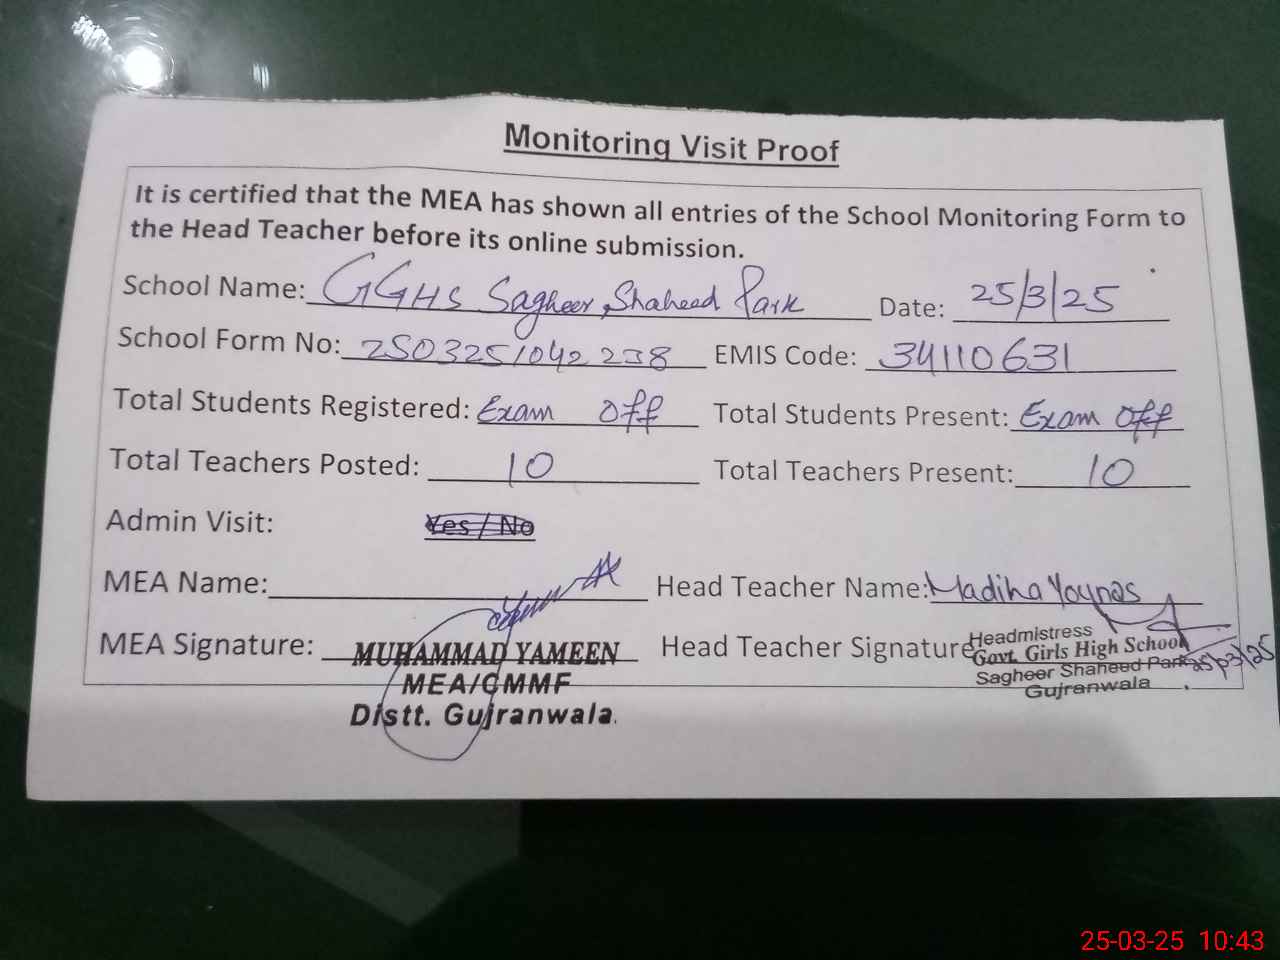 Monitoring Visit Proof
It is certified that the MEA has shown all entries of the School Monitoring Form to
the Head Teacher before its online submission.
School Name: GGHS Sagheer Shaheed Park Date: 25/3/25
School Form No: 2503251042238 EMIS Code: 34110631
Total Students Registered: Exam Off Total Students Present: Exam Off
Total Teachers Posted: 10 Total Teachers Present: 10
Admin Visit: Yes / No
MEA Name: Head Teacher Name: Madiha Younas
MEA Signature: Head Teacher Signature
MUHAMMAD YAMEEN
MEA/CMMF
Distt. Gujranwala.
Headmistress
Govt. Girls High School
Sagheer Shaheed Park
Gujranwala
25/03/25
25-03-25 10:43